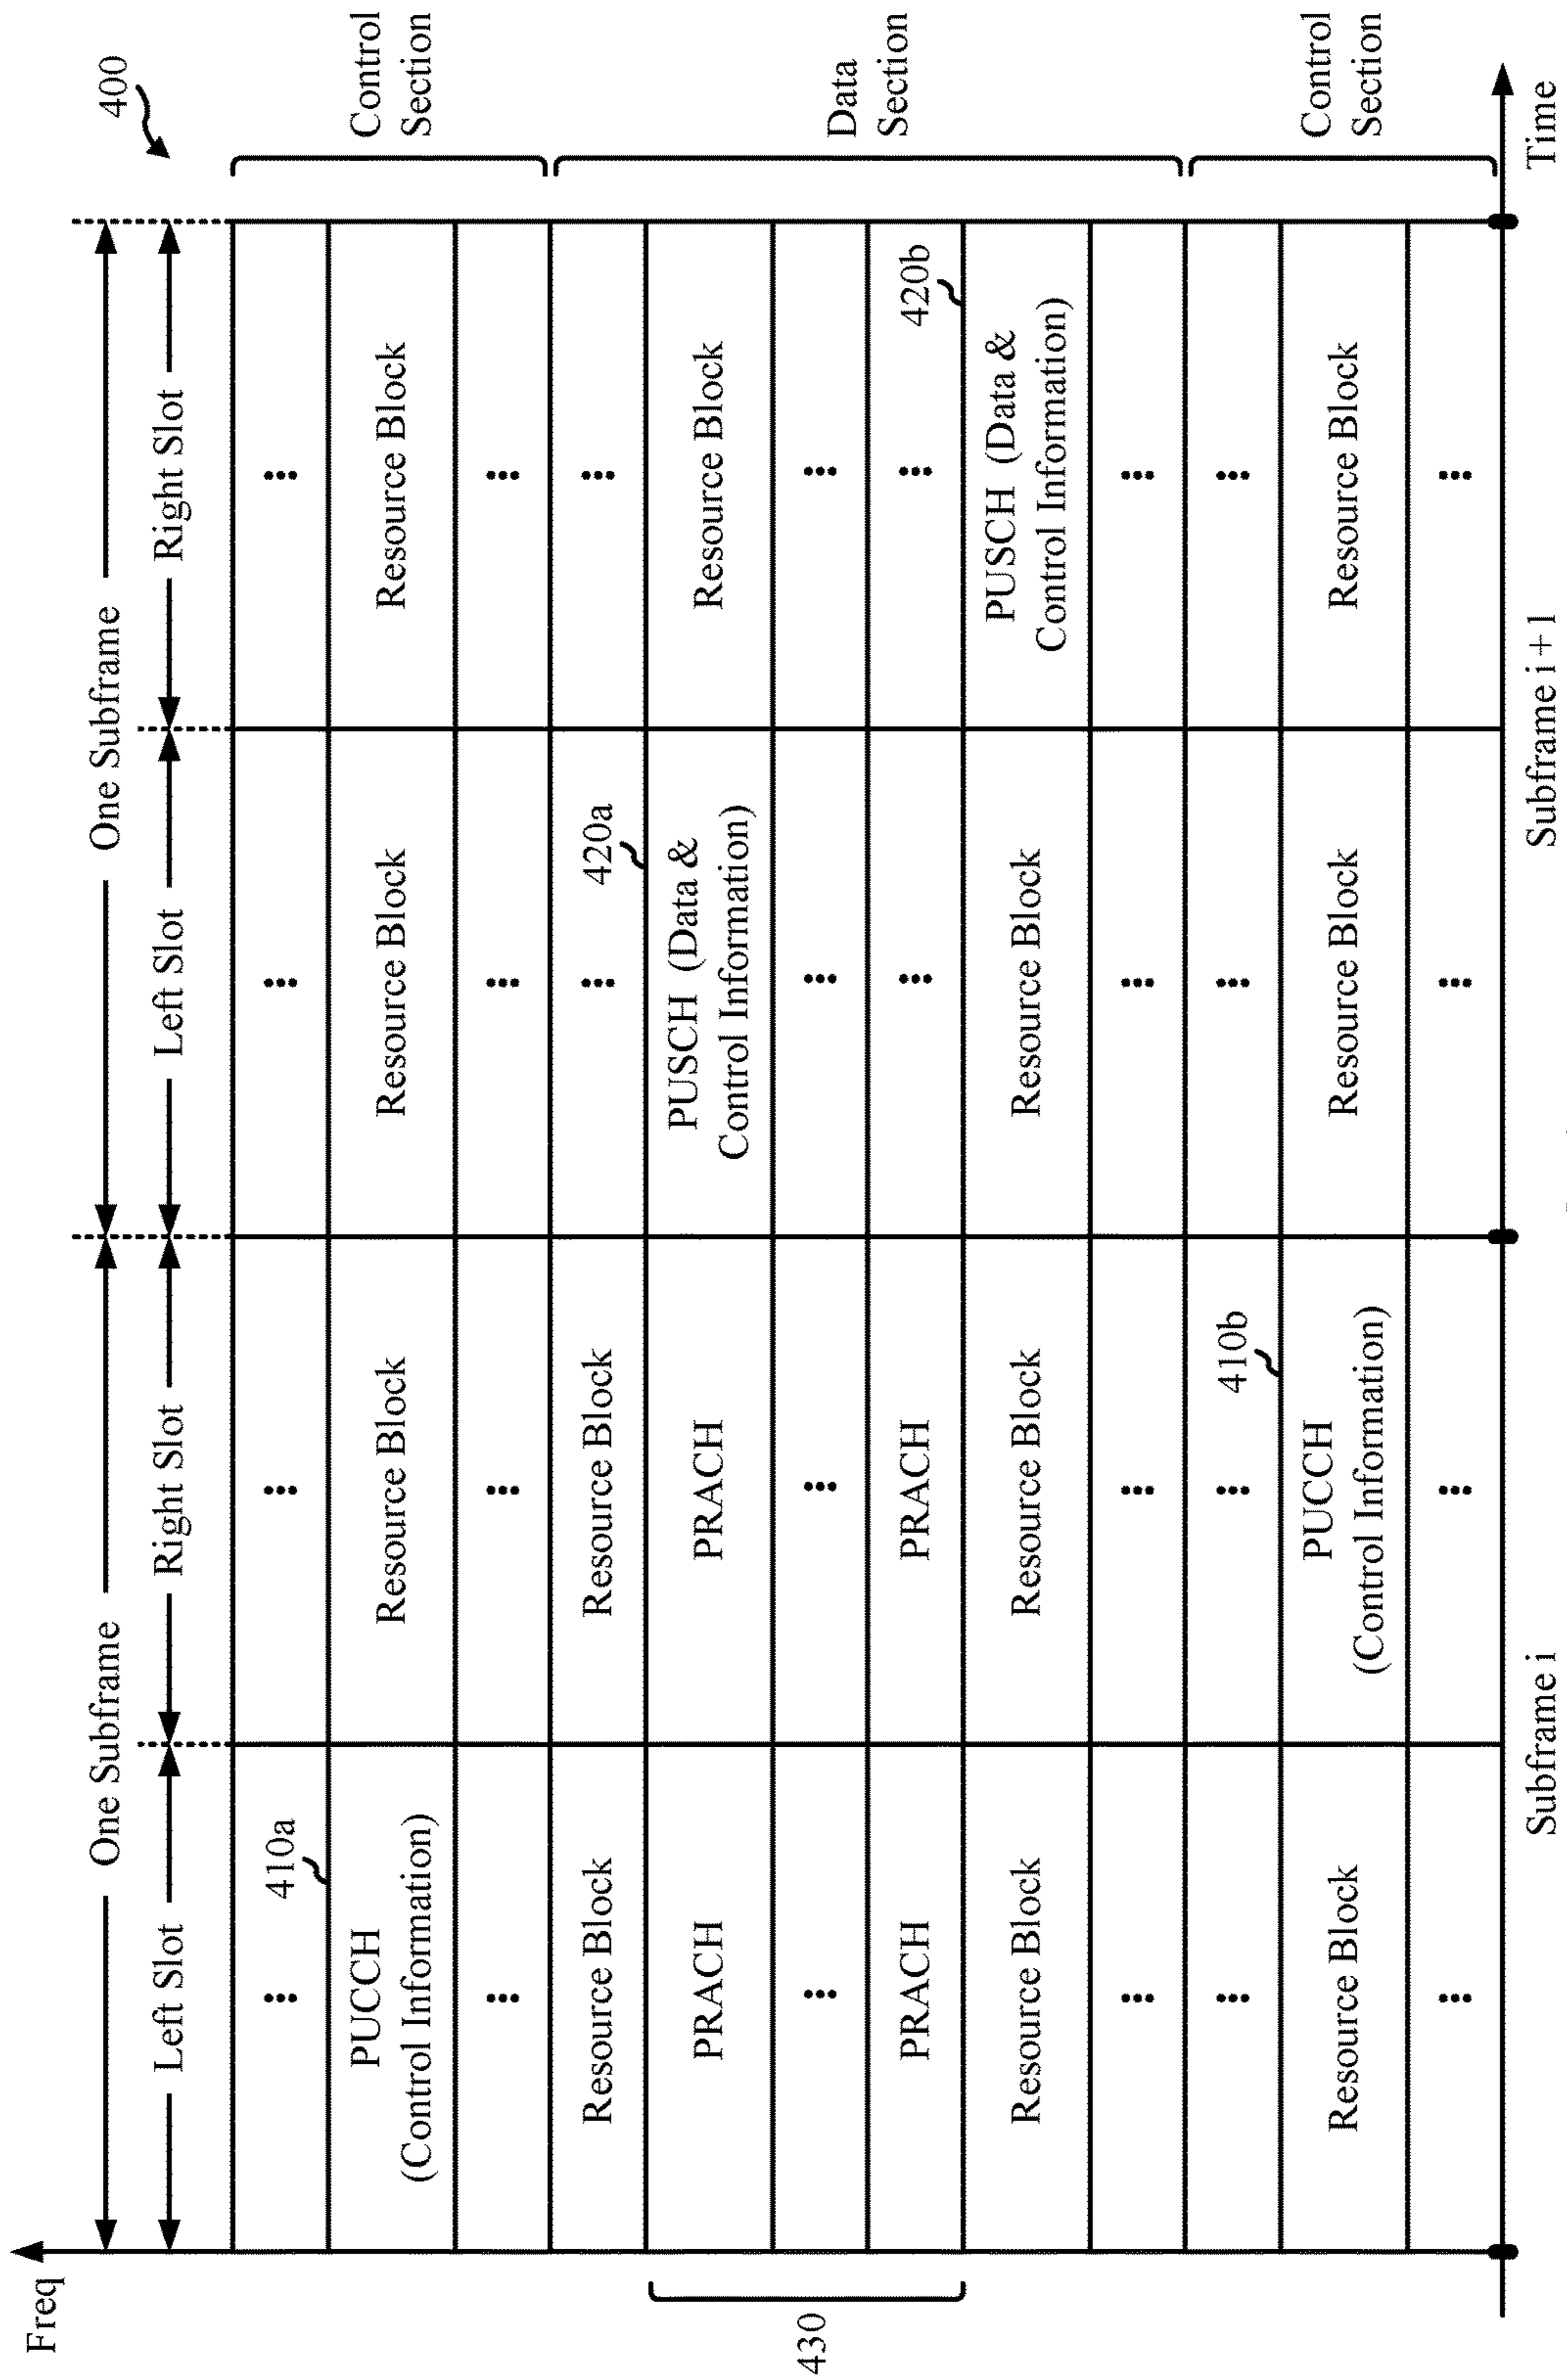 400
Freq
One Subframe
One Subframe
Left Slot
Right Slot
Left Slot
Right Slot
⋮
⋮
⋮
⋮
410a
PUCCH
(Control Information)
Resource Block
Resource Block
Resource Block
Control
Section
⋮
⋮
⋮
⋮
Resource Block
Resource Block
⋮
⋮
420a
PRACH
PRACH
PUSCH (Data &
Control Information)
Resource Block
430
⋮
⋮
⋮
⋮
Data
Section
PRACH
PRACH
⋮
⋮
420b
Resource Block
Resource Block
Resource Block
PUSCH (Data &
Control Information)
⋮
⋮
⋮
⋮
⋮
⋮
⋮
⋮
410b
Resource Block
PUCCH
(Control Information)
Resource Block
Resource Block
Control
Section
⋮
⋮
⋮
⋮
Subframe i
Subframe i + 1
Time